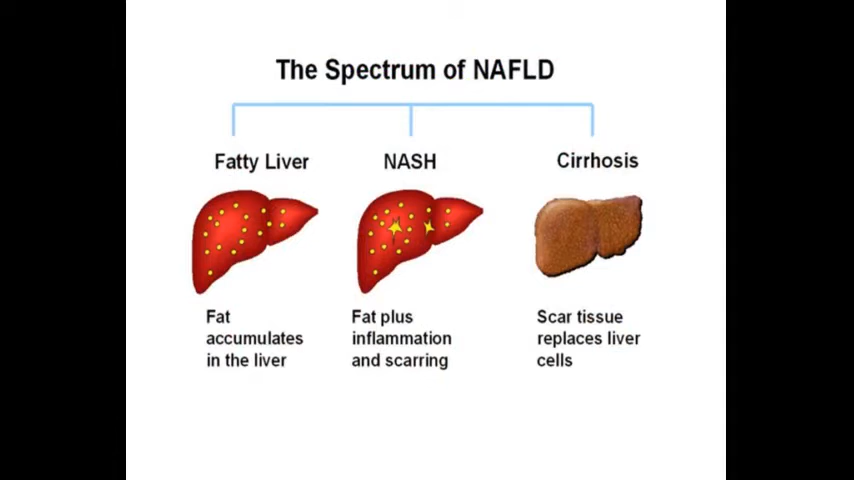 The Spectrum of NAFLD
Fatty Liver
NASH
Cirrhosis
Fat
accumulates
in the liver
Fat plus
inflammation
and scarring
Scar tissue
replaces liver
cells